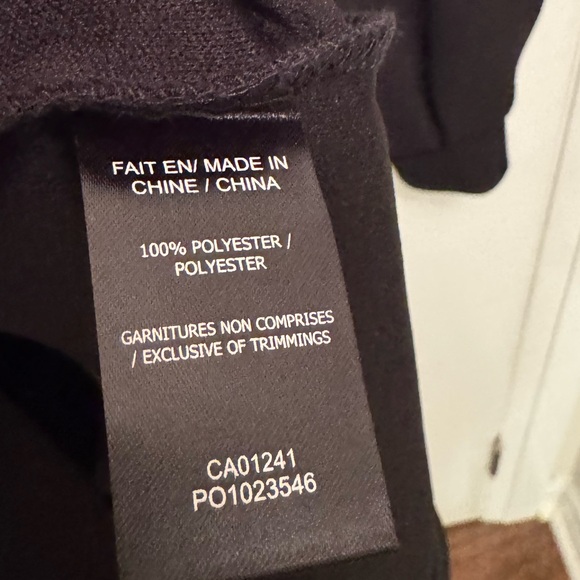 FAIT EN/ MADE IN
CHINE / CHINA
100% POLYESTER /
POLYESTER
GARNITURES NON COMPRISES
/ EXCLUSIVE OF TRIMMINGS
CA01241
PO1023546